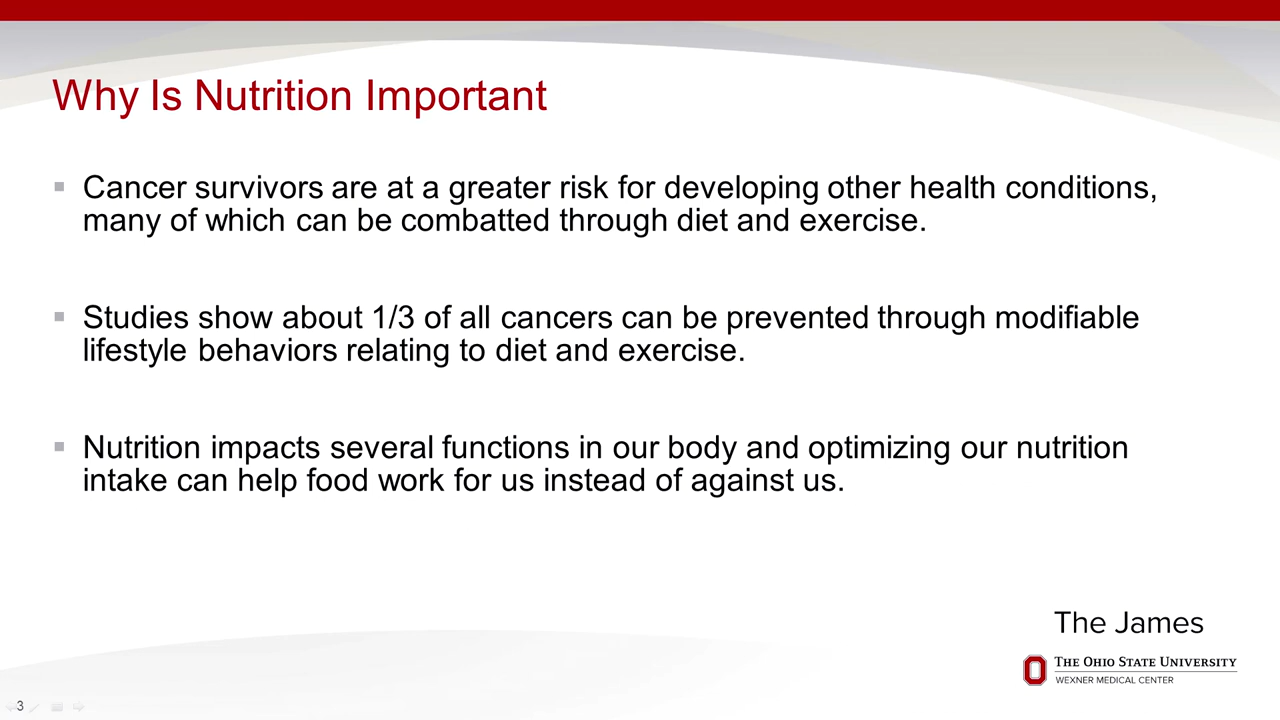 Why Is Nutrition Important
Cancer survivors are at a greater risk for developing other health conditions,
many of which can be combatted through diet and exercise.
Studies show about 1/3 of all cancers can be prevented through modifiable
lifestyle behaviors relating to diet and exercise.
Nutrition impacts several functions in our body and optimizing our nutrition
intake can help food work for us instead of against us.
The James
THE OHIO STATE UNIVERSITY
WEXNER MEDICAL CENTER
3